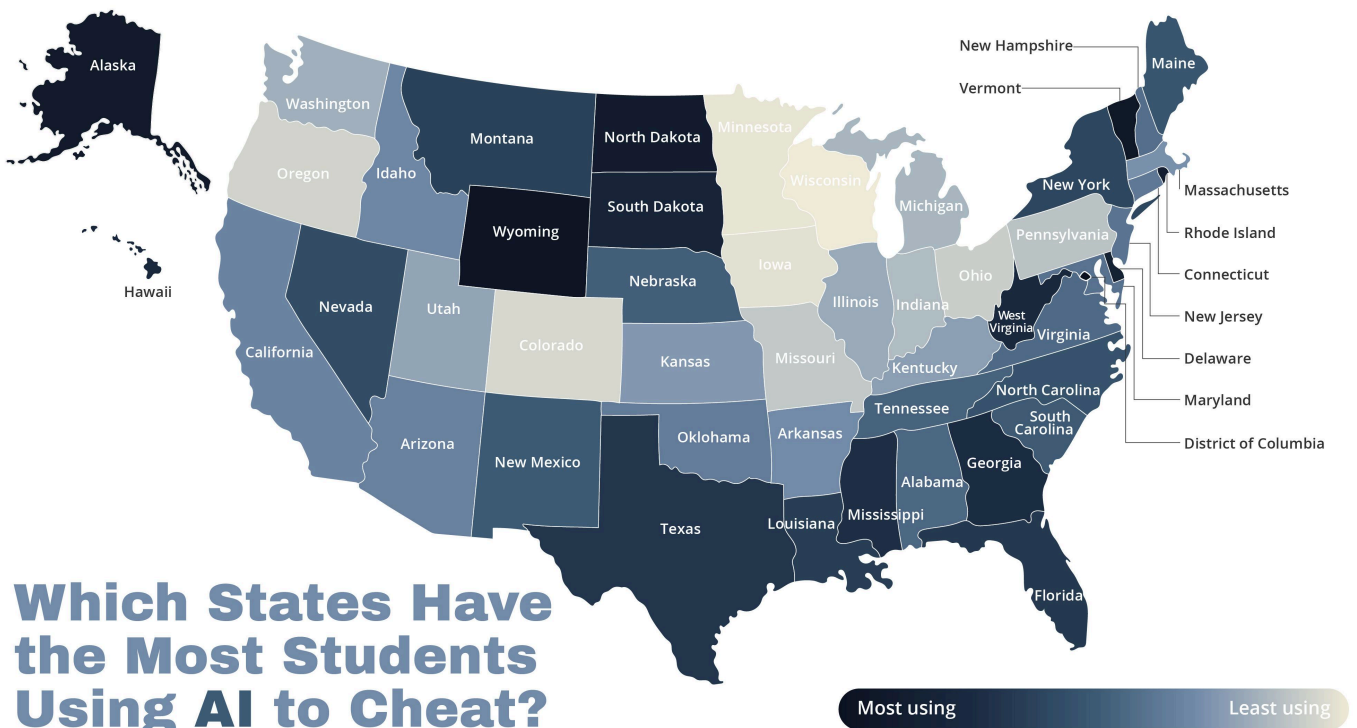 Alaska
Washington
Montana
North Dakota
Minnesota
New Hampshire
Maine
Vermont
Oregon
Idaho
Wisconsin
Michigan
New York
Massachusetts
South Dakota
Wyoming
Rhode Island
Pennsylvania
Hawaii
Nevada
Utah
Nebraska
Iowa
Illinois
Indiana
Ohio
Connecticut
West
Virginia
Virginia
New Jersey
California
Colorado
Kansas
Missouri
Kentucky
Delaware
North Carolina
Maryland
Tennessee
South
Carolina
Arizona
New Mexico
Oklahoma
Arkansas
District of Columbia
Georgia
Alabama
Texas
Louisiana
Mississippi
Florida
Which States Have
the Most Students
Using AI to Cheat?
Most using
Least using